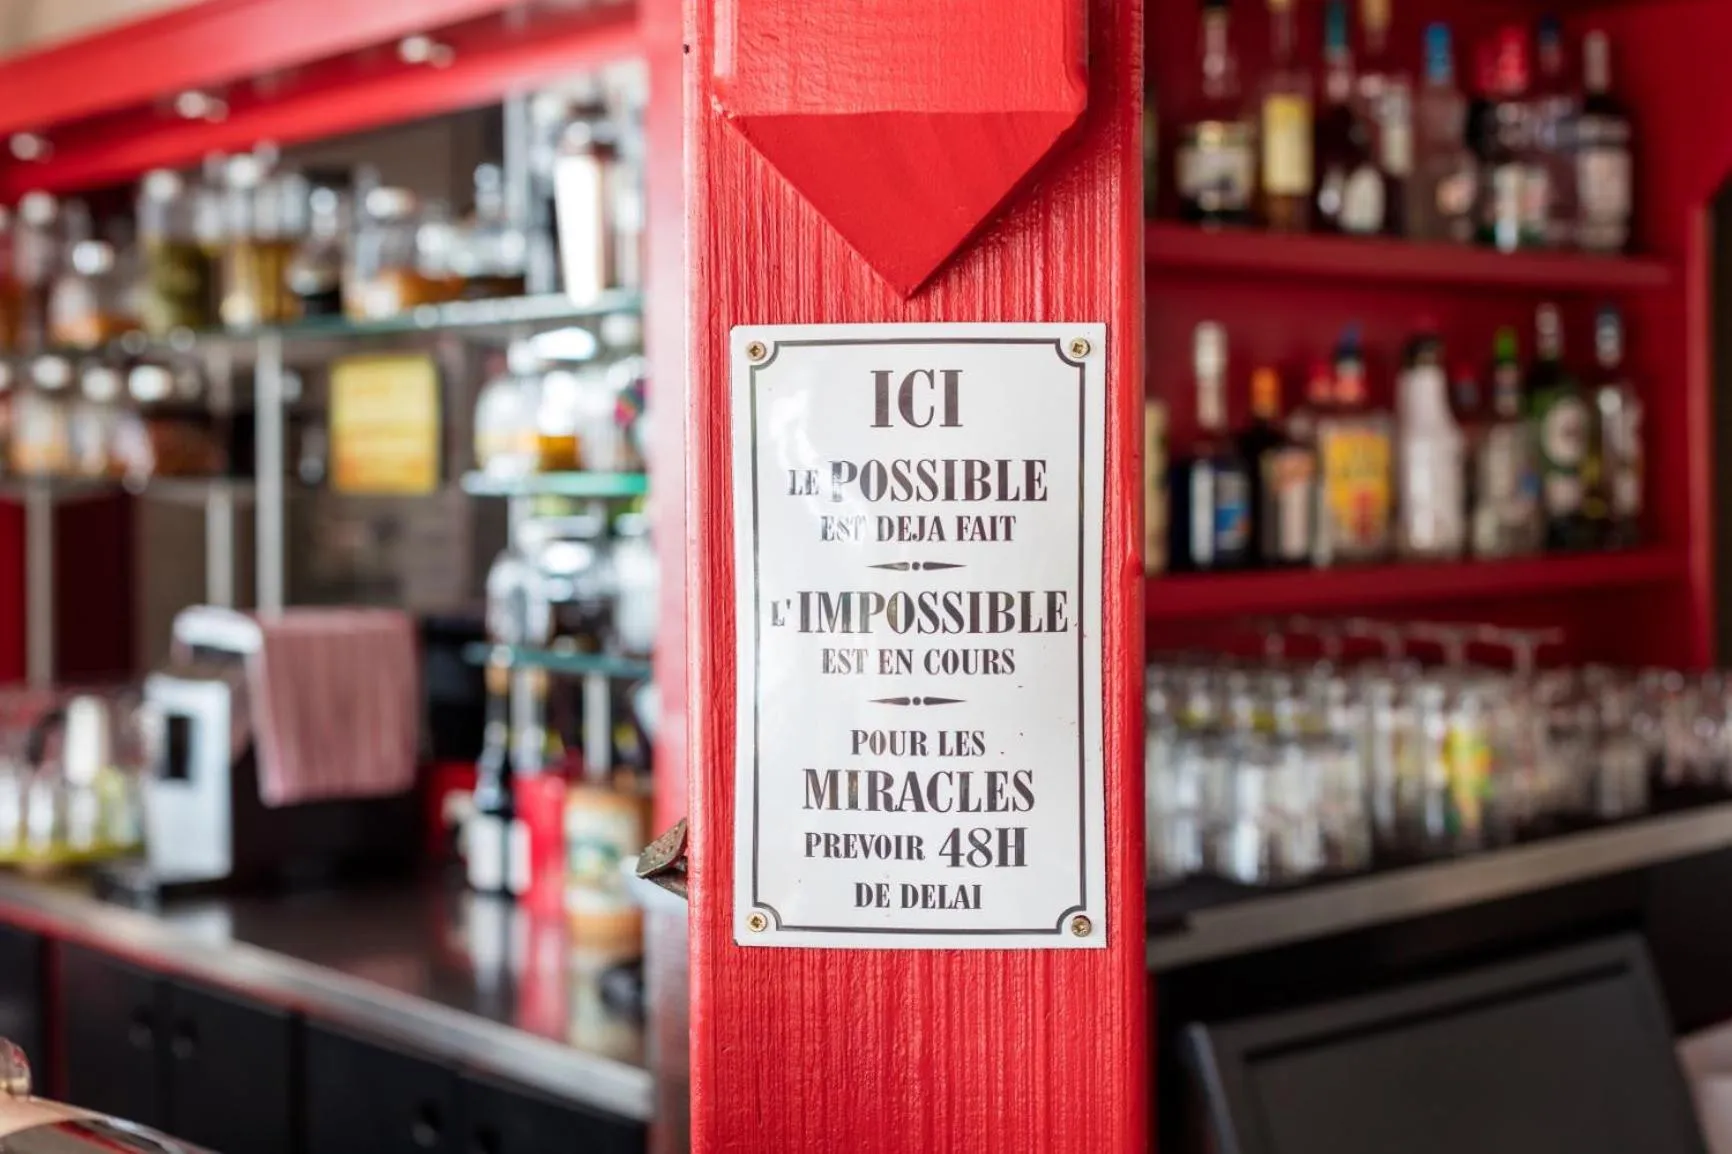 ICI
LE POSSIBLE
EST DEJA FAIT
L'IMPOSSIBLE
EST EN COURS
POUR LES
MIRACLES
PREVOIR 48H
DE DELAI